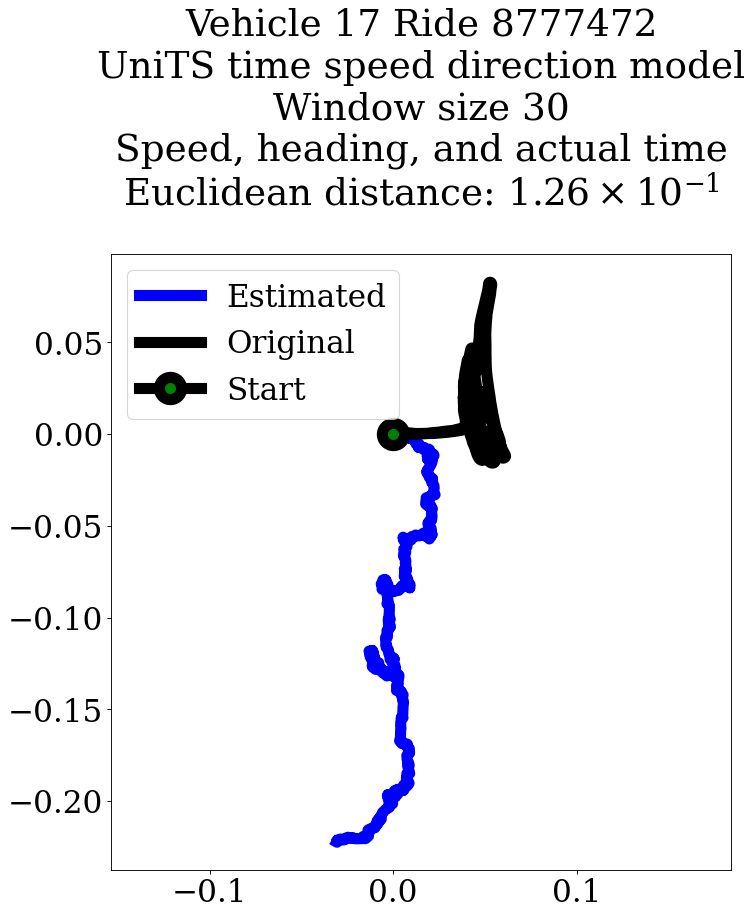 Vehicle 17 Ride 8777472
UniTS time speed direction model
Window size 30
Speed, heading, and actual time
Euclidean distance: 1.26 × 10⁻¹
Estimated
Original
Start
0.05
0.00
−0.05
−0.10
−0.15
−0.20
−0.1
0.0
0.1